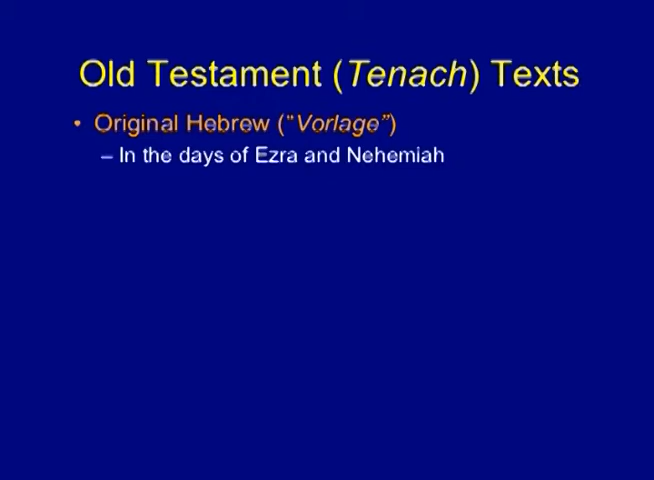 Old Testament (Tenach) Texts
• Original Hebrew ("Vorlage")
– In the days of Ezra and Nehemiah